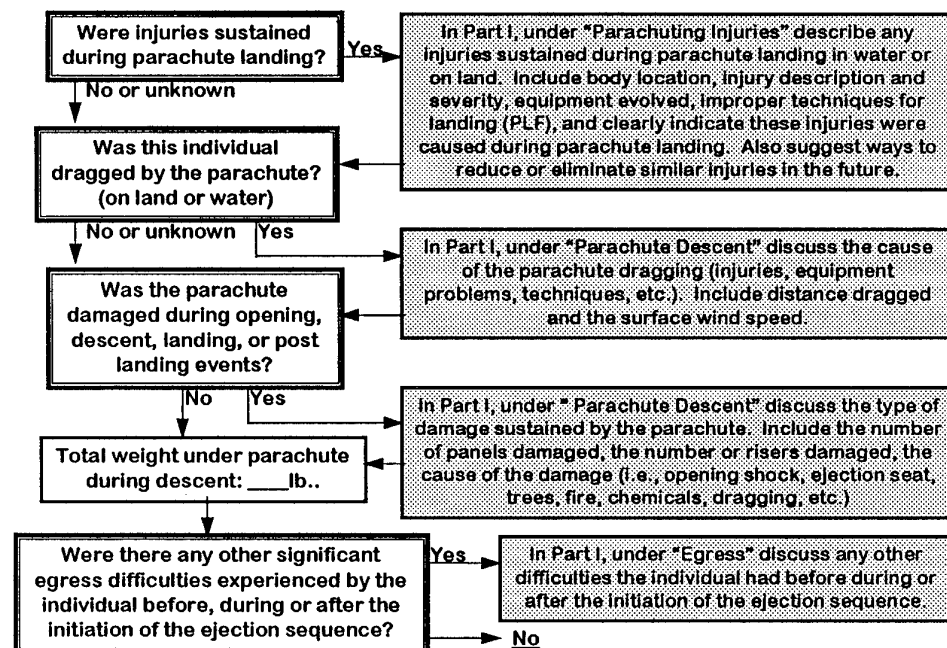 Were injuries sustained
during parachute landing?
Yes
In Part I, under "Parachuting Injuries" describe any
injuries sustained during parachute landing in water or
on land. Include body location, injury description and
severity, equipment evolved, improper techniques for
landing (PLF), and clearly indicate these injuries were
caused during parachute landing. Also suggest ways to
reduce or eliminate similar injuries in the future.
No or unknown
Was this individual
dragged by the parachute?
(on land or water)
No or unknown
Yes
In Part I, under "Parachute Descent" discuss the cause
of the parachute dragging (injuries, equipment
problems, techniques, etc.). Include distance dragged
and the surface wind speed.
Was the parachute
damaged during opening,
descent, landing, or post
landing events?
No
Yes
In Part I, under " Parachute Descent" discuss the type of
damage sustained by the parachute. Include the number
of panels damaged, the number or risers damaged, the
cause of the damage (i.e., opening shock, ejection seat,
trees, fire, chemicals, dragging, etc.)
Total weight under parachute
during descent: ____lb..
Were there any other significant
egress difficulties experienced by the
individual before, during or after the
initiation of the ejection sequence?
Yes
In Part I, under "Egress" discuss any other
difficulties the individual had before during or
after the initiation of the ejection sequence.
No